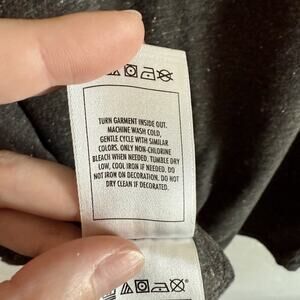 TURN GARMENT INSIDE OUT.
MACHINE WASH COLD,
GENTLE CYCLE WITH SIMILAR
COLORS. ONLY NON-CHLORINE
BLEACH WHEN NEEDED. TUMBLE DRY
LOW, COOL IRON IF NEEDED. DO
NOT IRON ON DECORATION. DO NOT
DRY CLEAN IF DECORATED.